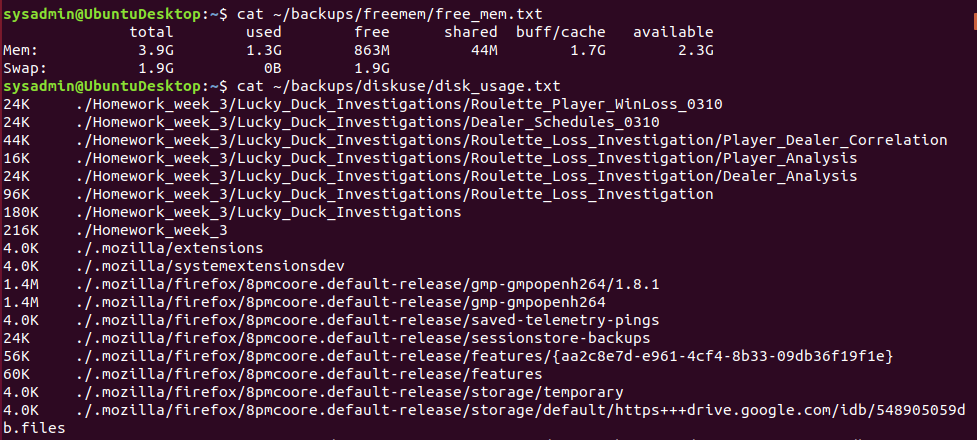 sysadmin@UbuntuDesktop:~$ cat ~/backups/freemem/free_mem.txt
total used free shared buff/cache available
Mem: 3.9G 1.3G 863M 44M 1.7G 2.3G
Swap: 1.9G 0B 1.9G
sysadmin@UbuntuDesktop:~$ cat ~/backups/diskuse/disk_usage.txt
24K ./Homework_week_3/Lucky_Duck_Investigations/Roulette_Player_WinLoss_0310
24K ./Homework_week_3/Lucky_Duck_Investigations/Dealer_Schedules_0310
44K ./Homework_week_3/Lucky_Duck_Investigations/Roulette_Loss_Investigation/Player_Dealer_Correlation
16K ./Homework_week_3/Lucky_Duck_Investigations/Roulette_Loss_Investigation/Player_Analysis
24K ./Homework_week_3/Lucky_Duck_Investigations/Roulette_Loss_Investigation/Dealer_Analysis
96K ./Homework_week_3/Lucky_Duck_Investigations/Roulette_Loss_Investigation
180K ./Homework_week_3/Lucky_Duck_Investigations
216K ./Homework_week_3
4.0K ./.mozilla/extensions
4.0K ./.mozilla/systemextensionsdev
1.4M ./.mozilla/firefox/8pmcoore.default-release/gmp-gmpopenh264/1.8.1
1.4M ./.mozilla/firefox/8pmcoore.default-release/gmp-gmpopenh264
4.0K ./.mozilla/firefox/8pmcoore.default-release/saved-telemetry-pings
24K ./.mozilla/firefox/8pmcoore.default-release/sessionstore-backups
56K ./.mozilla/firefox/8pmcoore.default-release/features/{aa2c8e7d-e961-4cf4-8b33-09db36f19f1e}
60K ./.mozilla/firefox/8pmcoore.default-release/features
4.0K ./.mozilla/firefox/8pmcoore.default-release/storage/temporary
4.0K ./.mozilla/firefox/8pmcoore.default-release/storage/default/https+++drive.google.com/idb/548905059d
b.files